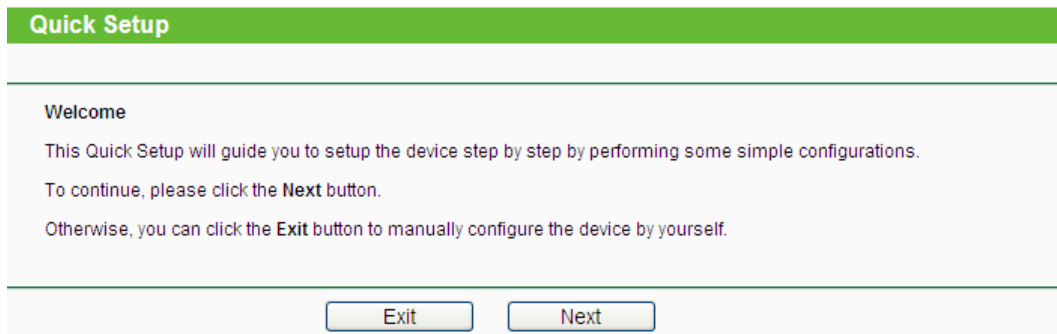 Quick Setup
Welcome
This Quick Setup will guide you to setup the device step by step by performing some simple configurations.
To continue, please click the Next button.
Otherwise, you can click the Exit button to manually configure the device by yourself.
Exit Next